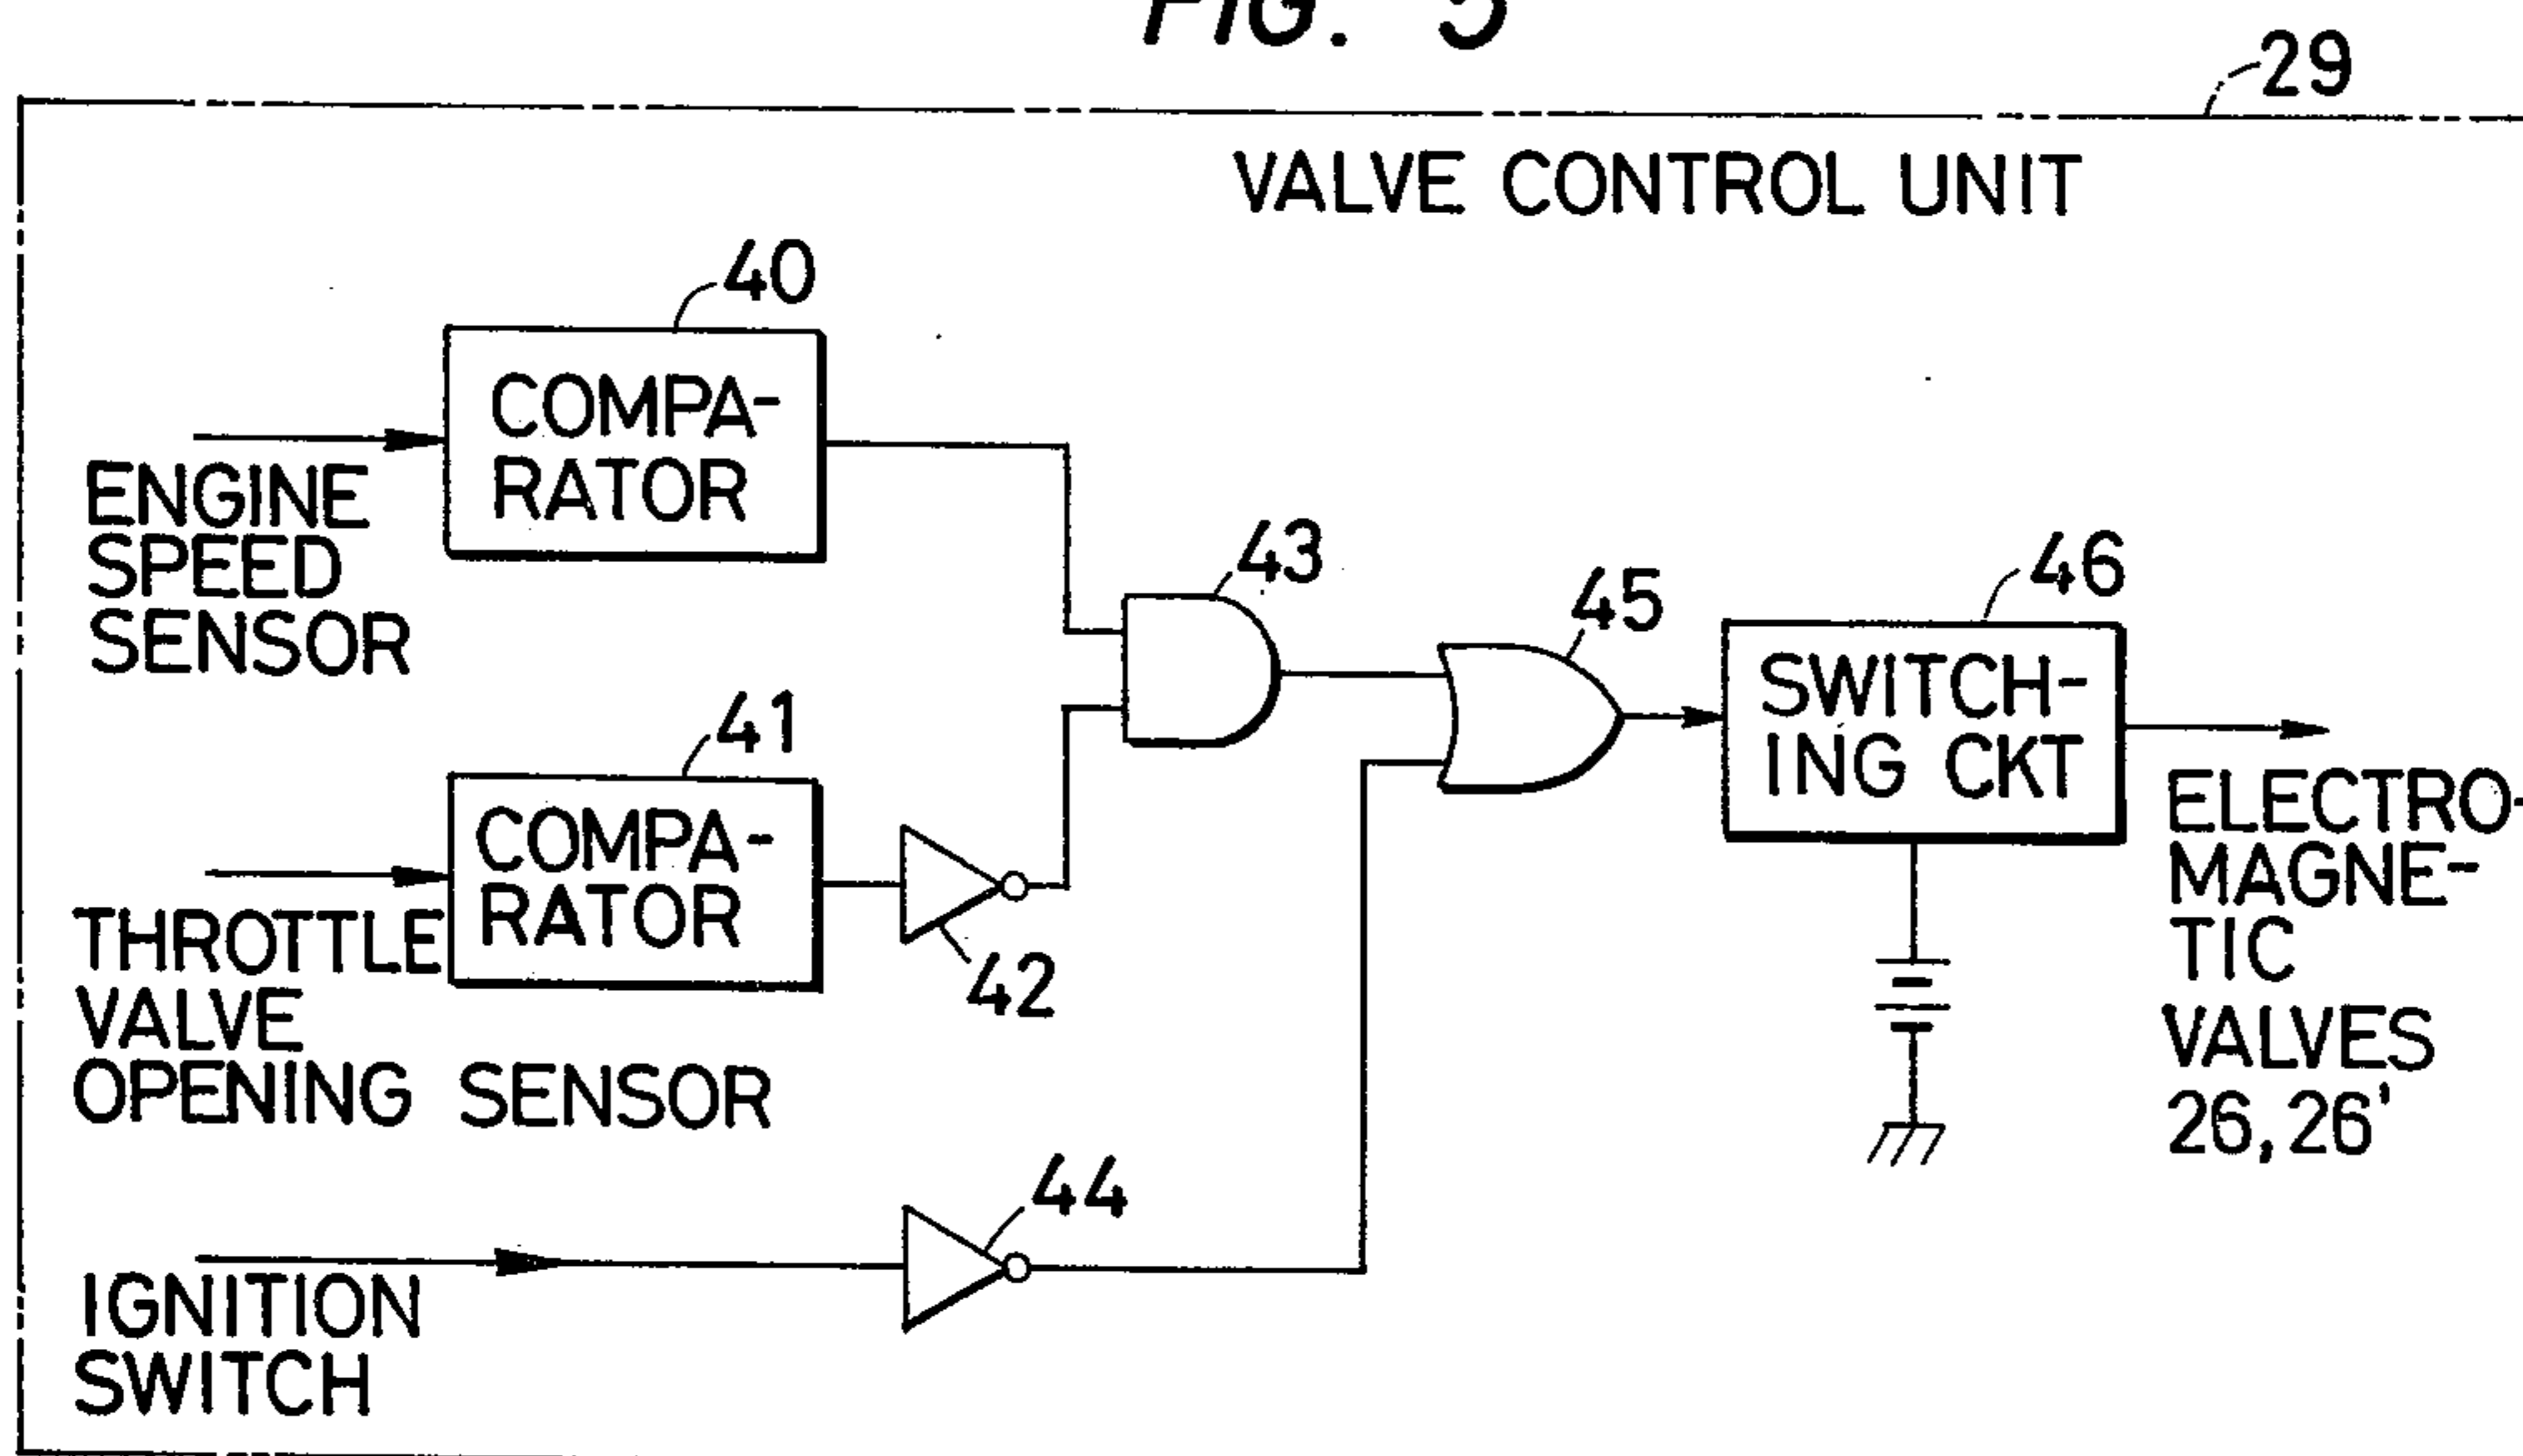 FIG. 5
29
VALVE CONTROL UNIT
40
COMPA-
RATOR
ENGINE
SPEED
SENSOR
43
45
46
SWITCH-
ING CKT
41
COMPA-
RATOR
42
THROTTLE
VALVE
OPENING SENSOR
ELECTRO-
MAGNE-
TIC
VALVES
26, 26'
44
IGNITION
SWITCH